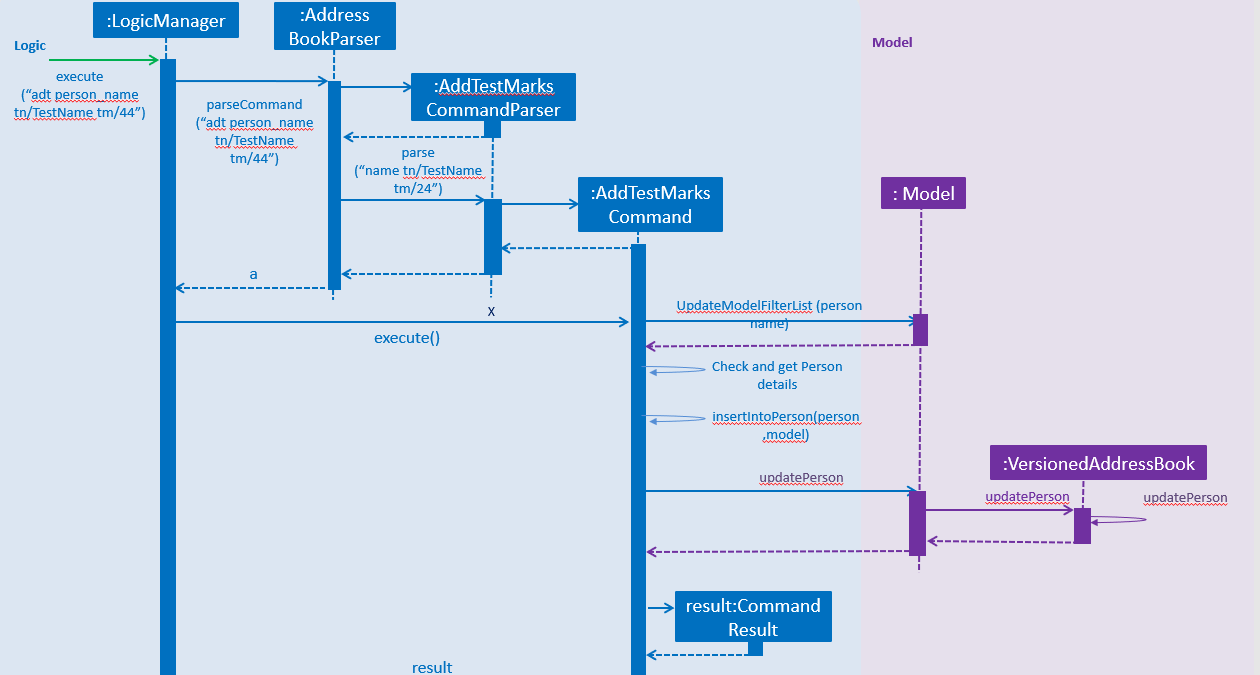 :LogicManager
:Address
BookParser
Logic
Model
execute
(“adt person_name
tn/TestName tm/44”)
:AddTestMarks
CommandParser
parseCommand
(“adt person_name
tn/TestName
tm/44”)
parse
(“name tn/TestName
tm/24”)
:AddTestMarks
Command
: Model
a
X
execute()
UpdateModelFilterList (person
name)
Check and get Person
details
insertIntoPerson(person
,model)
:VersionedAddressBook
updatePerson
updatePerson
updatePerson
result:Command
Result
result